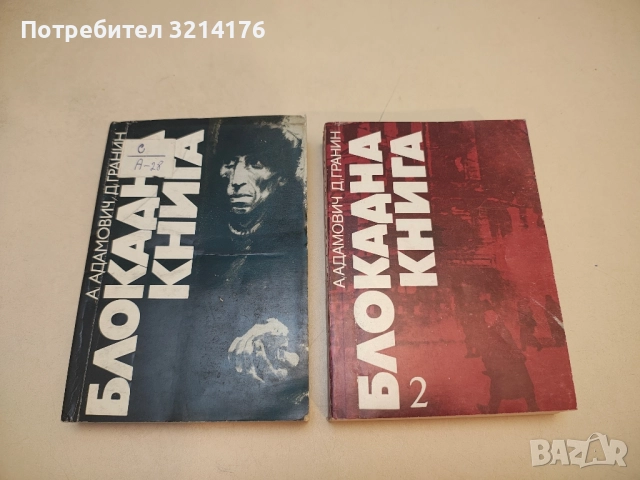 Потребител 3214176
А. АДАМОВИЧ, Д. ГРАНИН
БЛОКАДНА
КНИГА
С
А-28
А. АДАМОВИЧ, Д. ГРАНИН
БЛОКАДНА
КНИГА
2
BAZAR